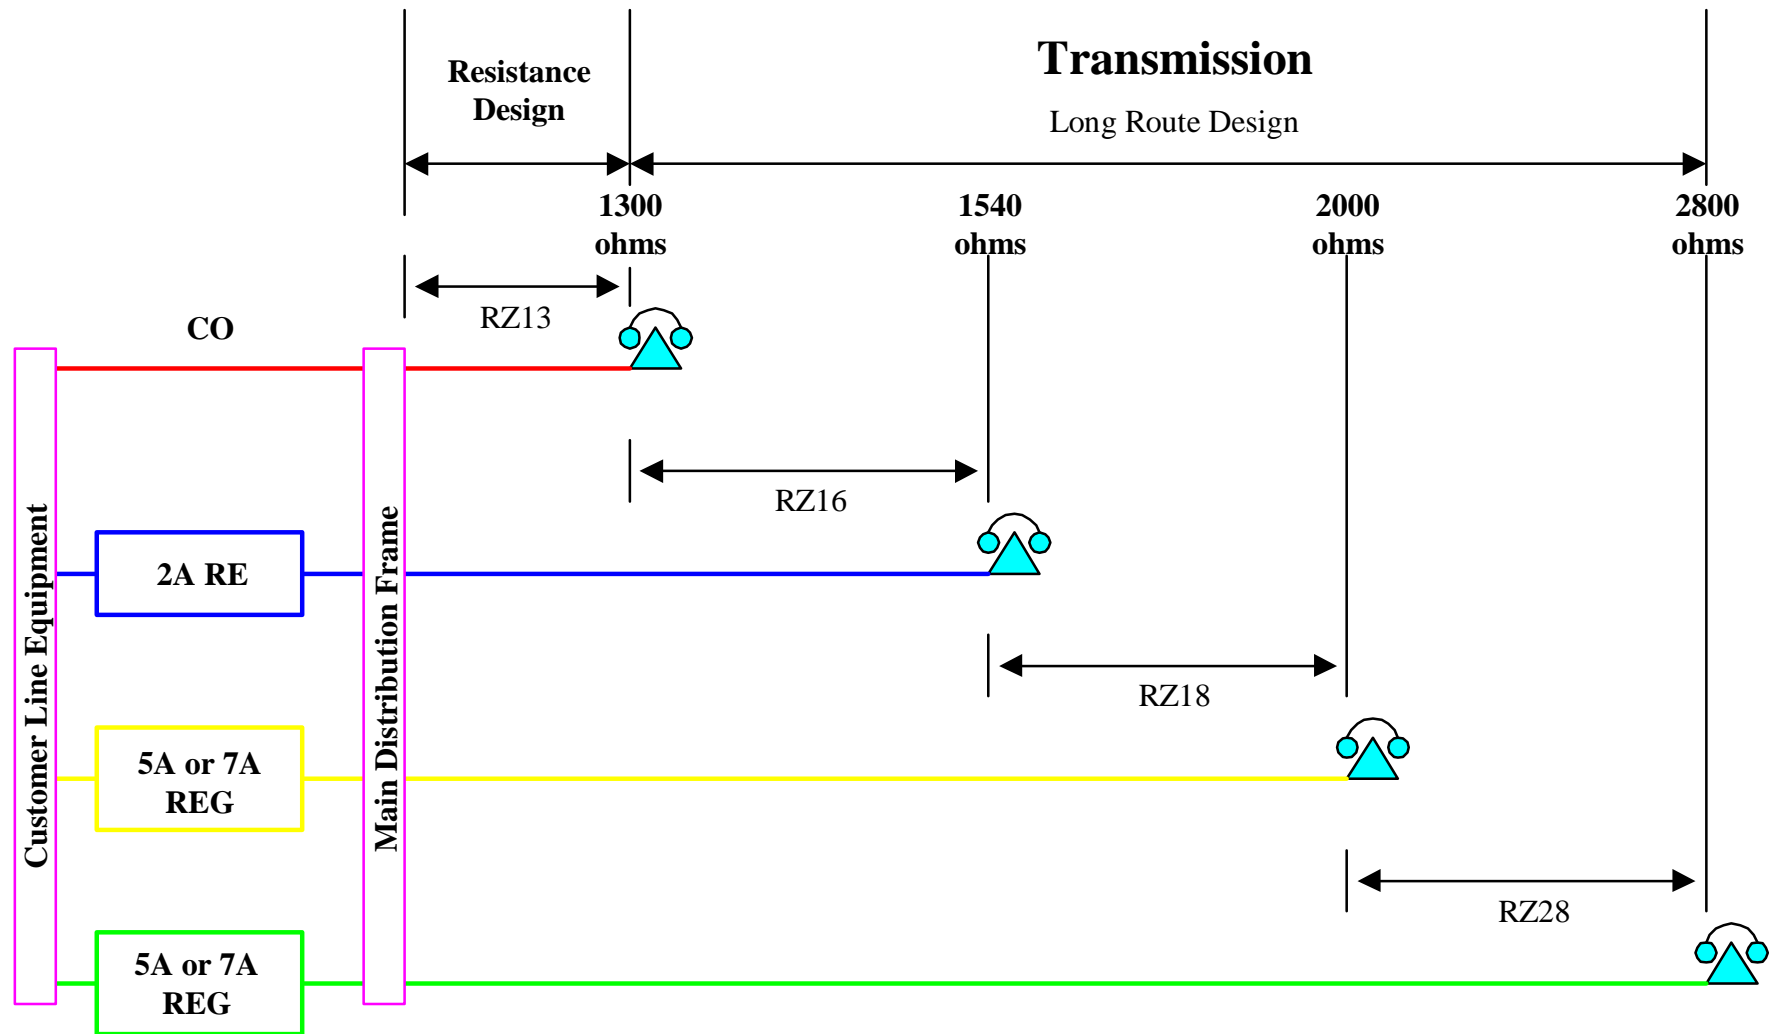 Transmission
Resistance
Design
Long Route Design
1300
ohms
1540
ohms
2000
ohms
2800
ohms
RZ13
CO
RZ16
2A RE
RZ18
5A or 7A
REG
RZ28
5A or 7A
REG
Customer Line Equipment
Main Distribution Frame